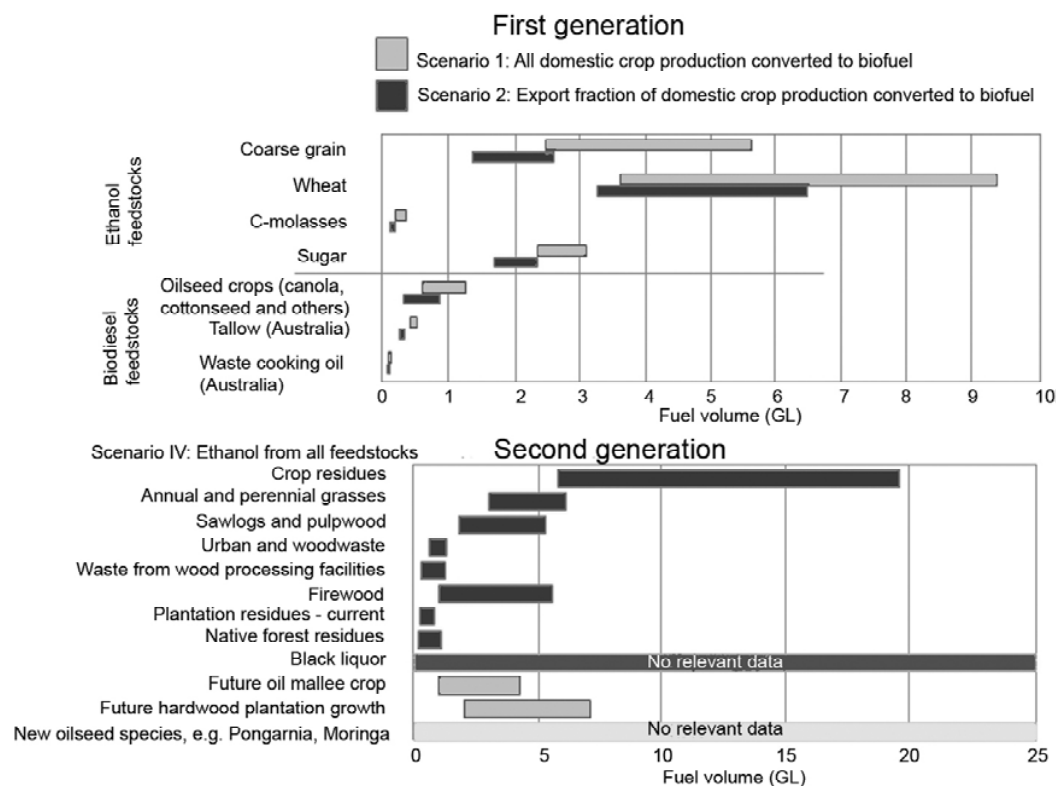 First generation
Scenario 1: All domestic crop production converted to biofuel
Scenario 2: Export fraction of domestic crop production converted to biofuel
Ethanol
feedstocks
Coarse grain
Wheat
C-molasses
Sugar
Biodiesel
feedstocks
Oilseed crops (canola,
cottonseed and others)
Tallow (Australia)
Waste cooking oil
(Australia)
0 1 2 3 4 5 6 7 8 9 10
Fuel volume (GL)
Scenario IV: Ethanol from all feedstocks
Second generation
Crop residues
Annual and perennial grasses
Sawlogs and pulpwood
Urban and woodwaste
Waste from wood processing facilities
Firewood
Plantation residues - current
Native forest residues
Black liquor
No relevant data
Future oil mallee crop
Future hardwood plantation growth
New oilseed species, e.g. Pongarnia, Moringa
No relevant data
0 5 10 15 20 25
Fuel volume (GL)